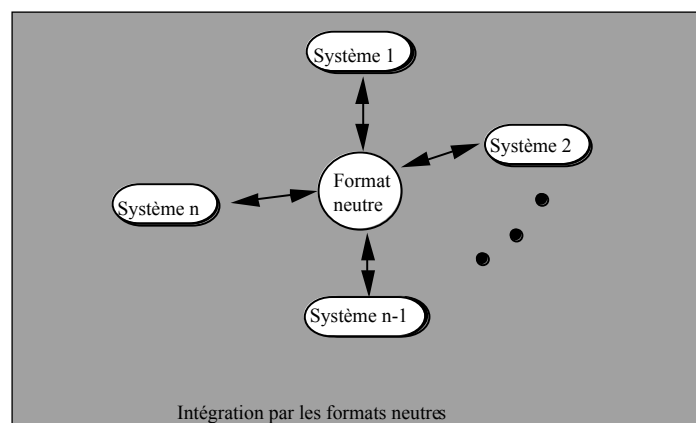 Système 1
Système 2
Format
neutre
Système n
Système n-1
Intégration par les formats neutres